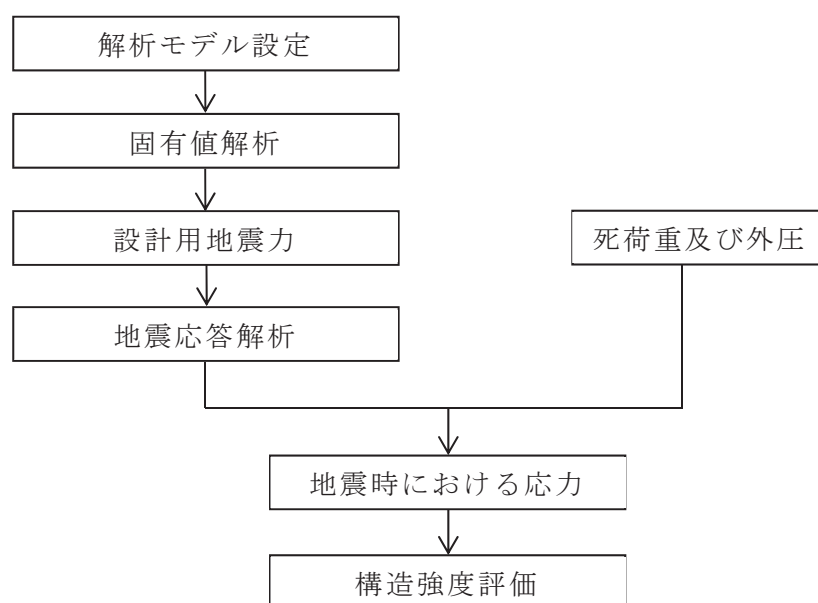 解析モデル設定
固有値解析
設計用地震力
死荷重及び外圧
地震応答解析
地震時における応力
構造強度評価